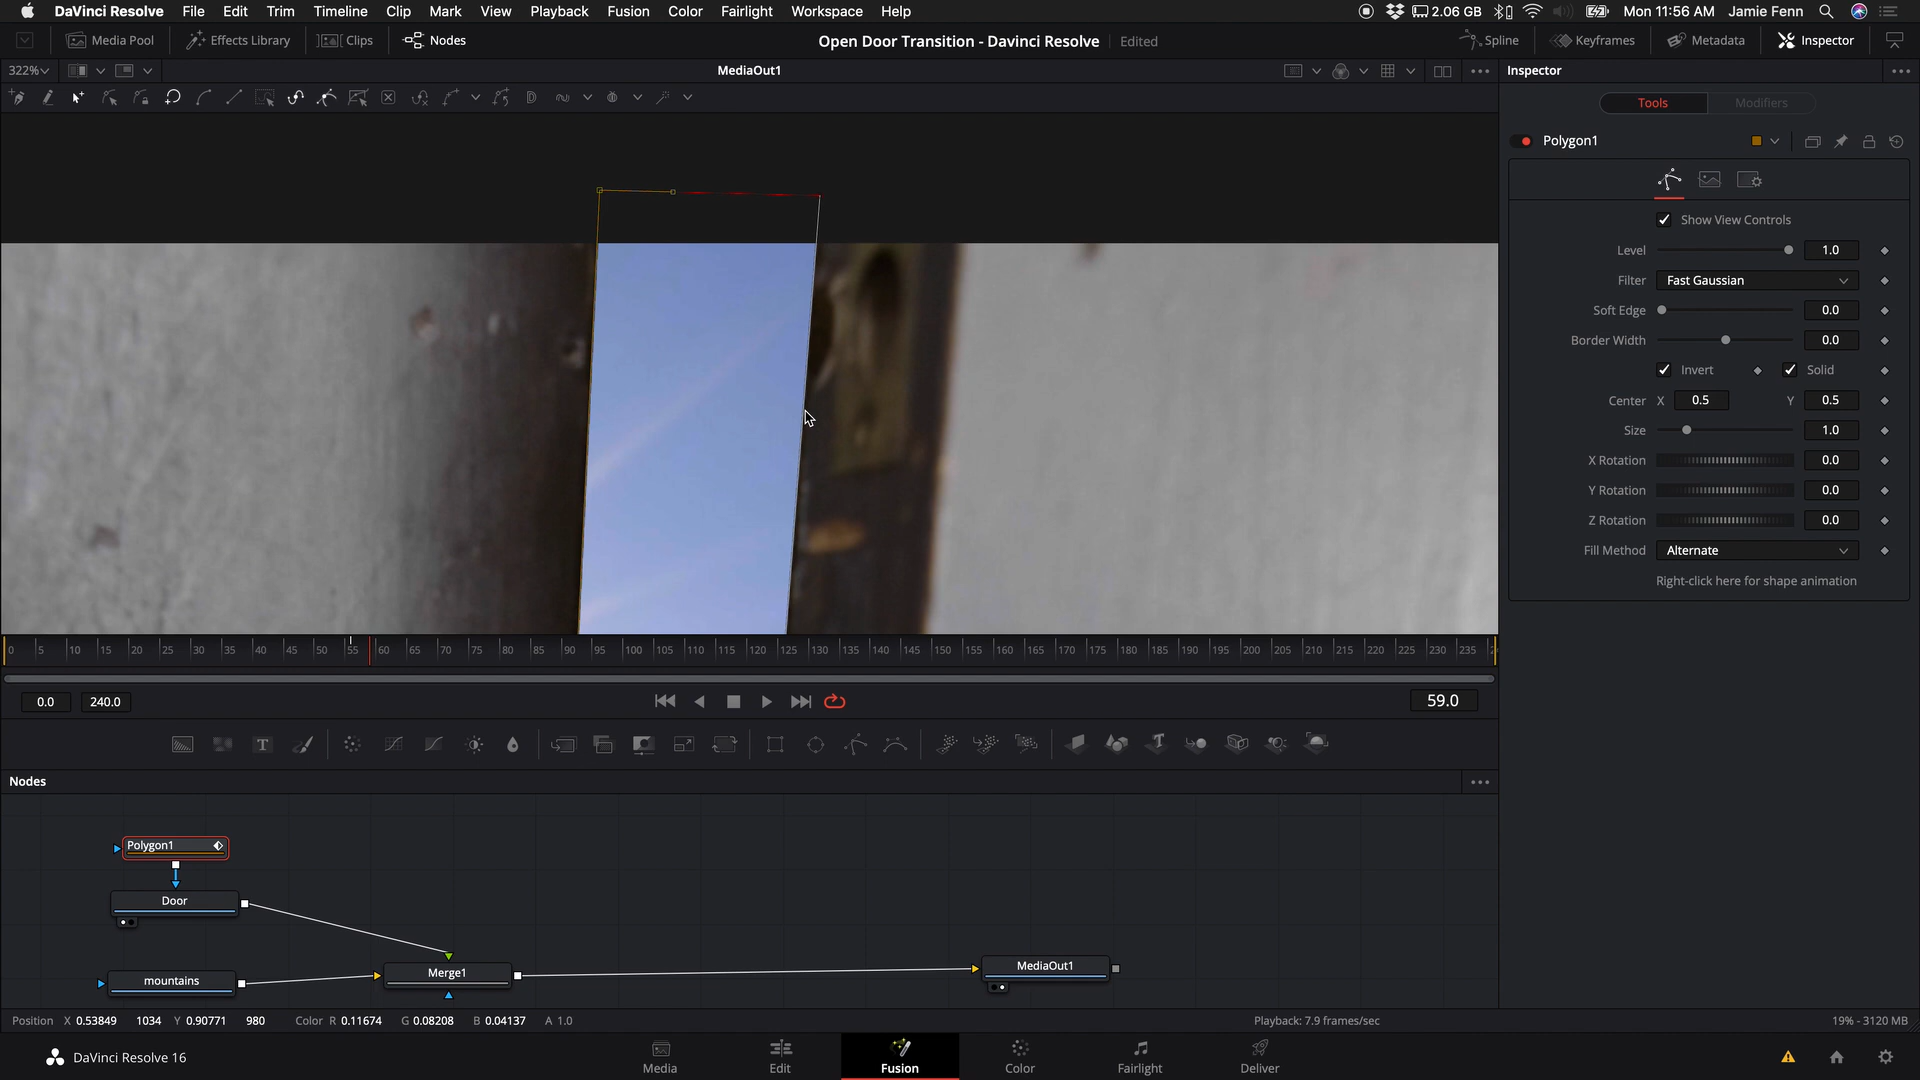 DaVinci Resolve File Edit Trim Timeline Clip Mark View Playback Fusion Color Fairlight Workspace Help 2.06 GB Mon 11:56 AM Jamie Fenn
Media Pool Effects Library Clips Nodes Open Door Transition - Davinci Resolve Edited Spline Keyframes Metadata Inspector
322% MediaOut1 Inspector
Tools Modifiers
Polygon1
Show View Controls
Level 1.0
Filter Fast Gaussian
Soft Edge 0.0
Border Width 0.0
Invert Solid
Center X 0.5 Y 0.5
Size 1.0
X Rotation 0.0
Y Rotation 0.0
Z Rotation 0.0
Fill Method Alternate
Right-click here for shape animation
0 5 10 15 20 25 30 35 40 45 50 55 60 65 70 75 80 85 90 95 100 105 110 115 120 125 130 135 140 145 150 155 160 165 170 175 180 185 190 195 200 205 210 215 220 225 230 235
0.0 240.0 59.0
Nodes
Polygon1
Door
mountains
Merge1
MediaOut1
Position X 0.53849 1034 Y 0.90771 980 Color R 0.11674 G 0.08208 B 0.04137 A 1.0 Playback: 7.9 frames/sec 19% - 3120 MB
DaVinci Resolve 16
Media Edit Fusion Color Fairlight Deliver